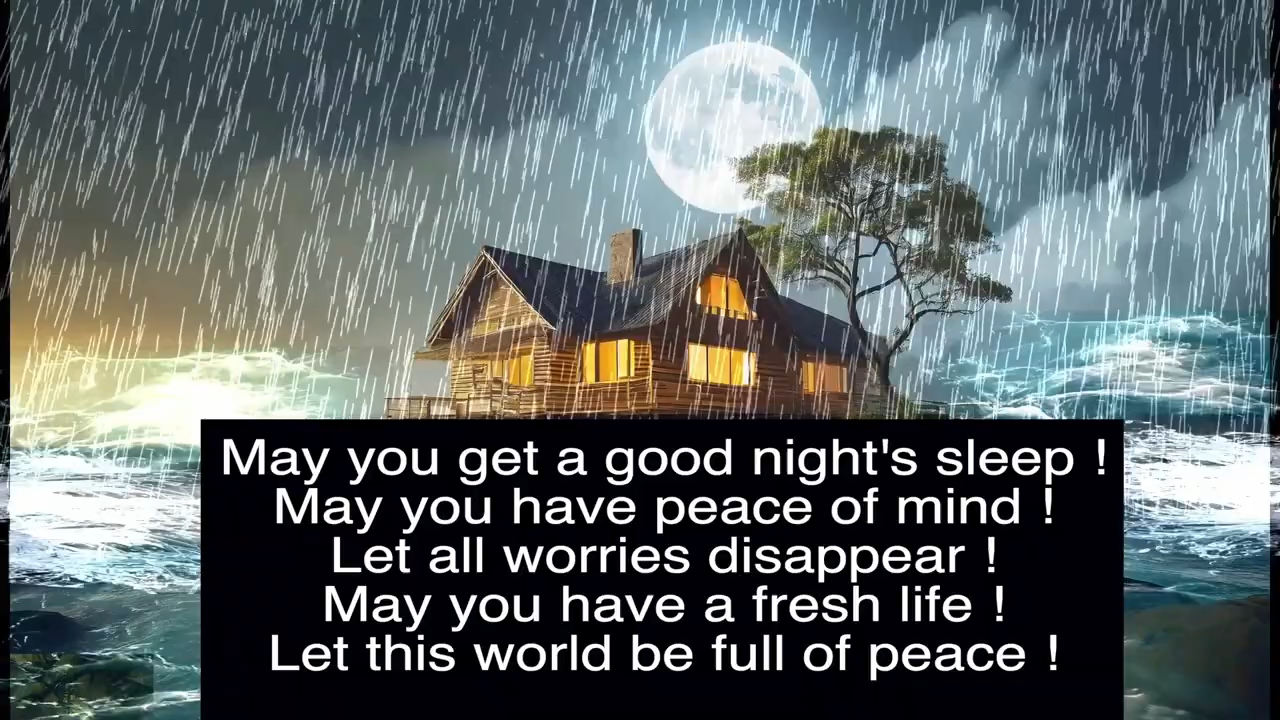 May you get a good night's sleep !
May you have peace of mind !
Let all worries disappear !
May you have a fresh life !
Let this world be full of peace !